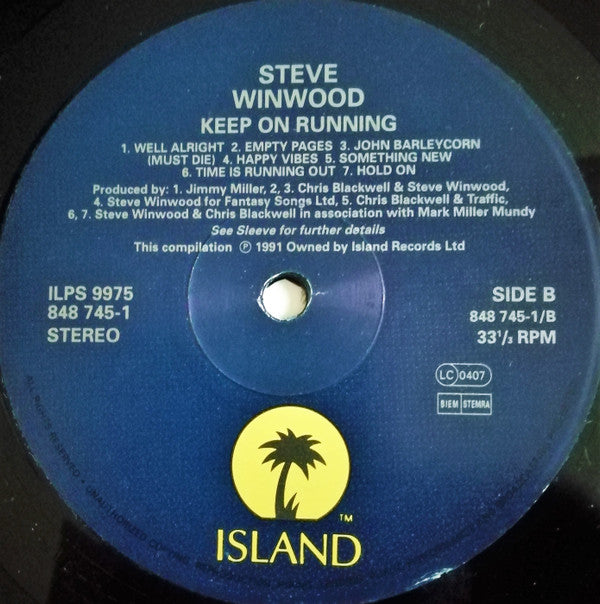 STEVE
WINWOOD
KEEP ON RUNNING
1. WELL ALRIGHT 2. EMPTY PAGES 3. JOHN BARLEYCORN
(MUST DIE) 4. HAPPY VIBES 5. SOMETHING NEW
6. TIME IS RUNNING OUT 7. HOLD ON
Produced by: 1. Jimmy Miller, 2, 3. Chris Blackwell & Steve Winwood,
4. Steve Winwood for Fantasy Songs Ltd, 5. Chris Blackwell & Traffic,
6, 7. Steve Winwood & Chris Blackwell in association with Mark Miller Mundy
See Sleeve for further details
This compilation ℗ 1991 Owned by Island Records Ltd
ILPS 9975
848 745-1
STEREO
SIDE B
848 745-1/B
33⅓ RPM
LC 0407
BIEM STEMRA
TM
ISLAND
ALL RIGHTS RESERVED • UNAUTHORIZED